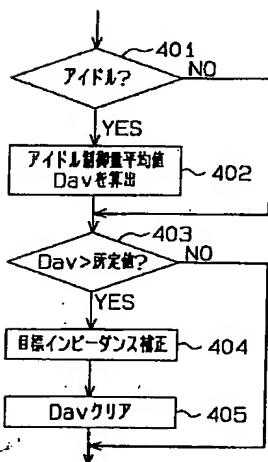 401
アイドル?
NO
YES
アイドル制御量平均値
Davを算出
402
403
Dav>所定値?
NO
YES
目標インピーダンス補正
404
Davクリア
405